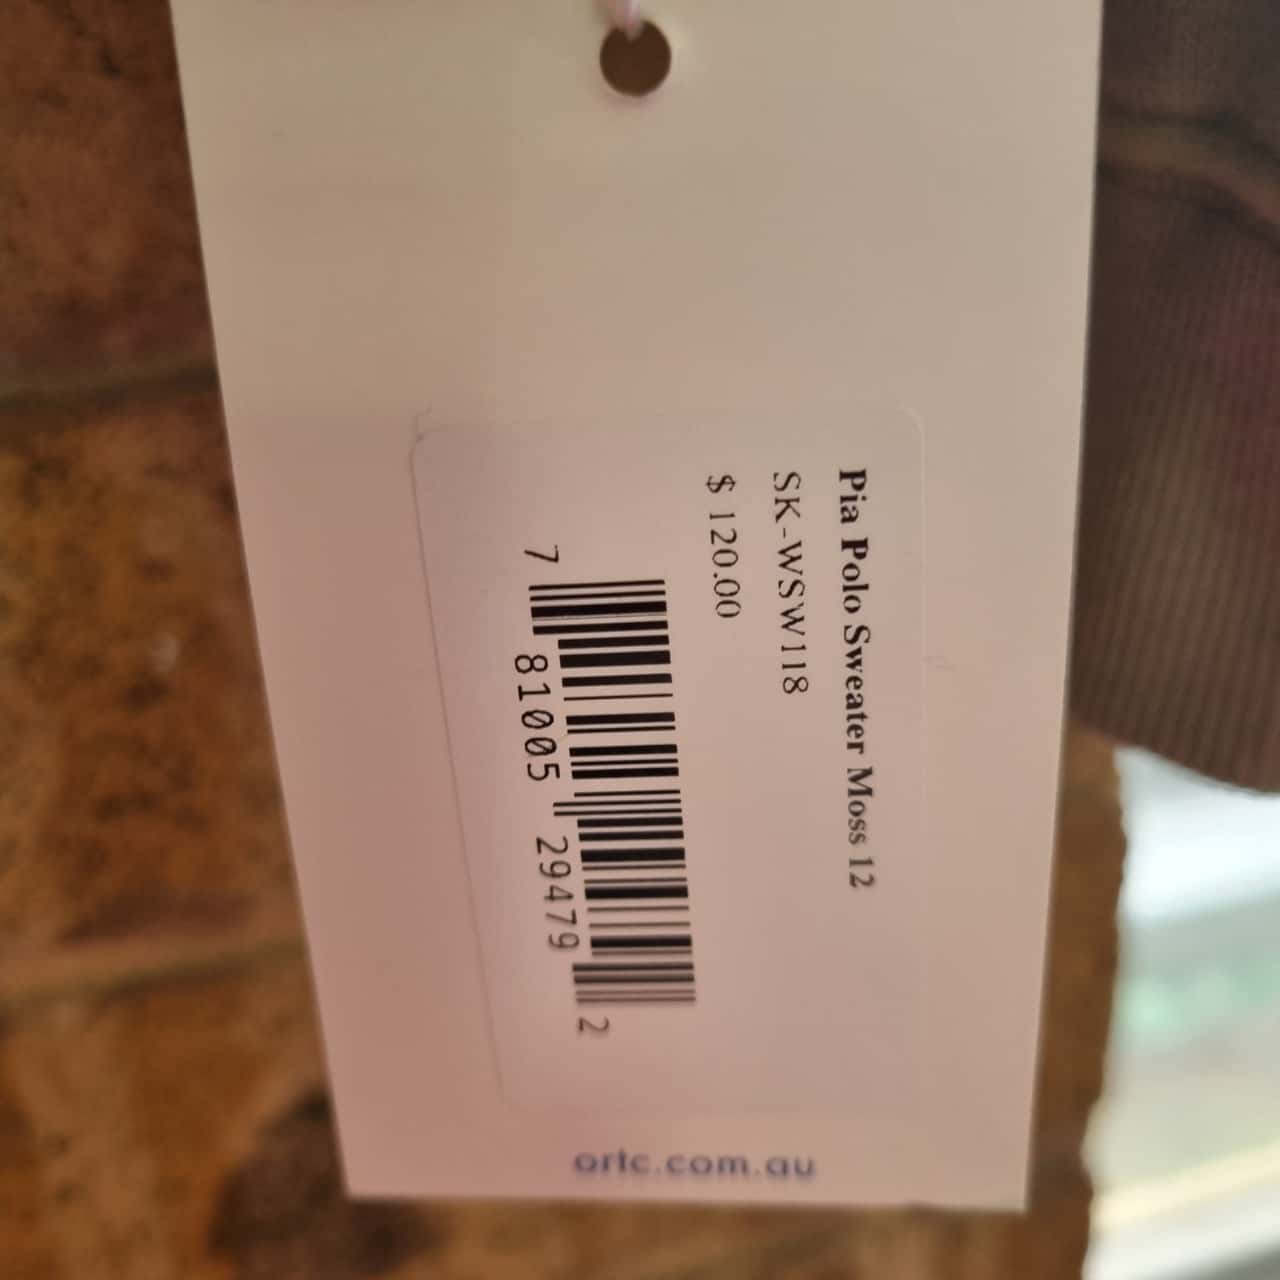 Pia Polo Sweater Moss 12
SK-WSW118
$ 120.00
7 81005 29479 2
ortc.com.au